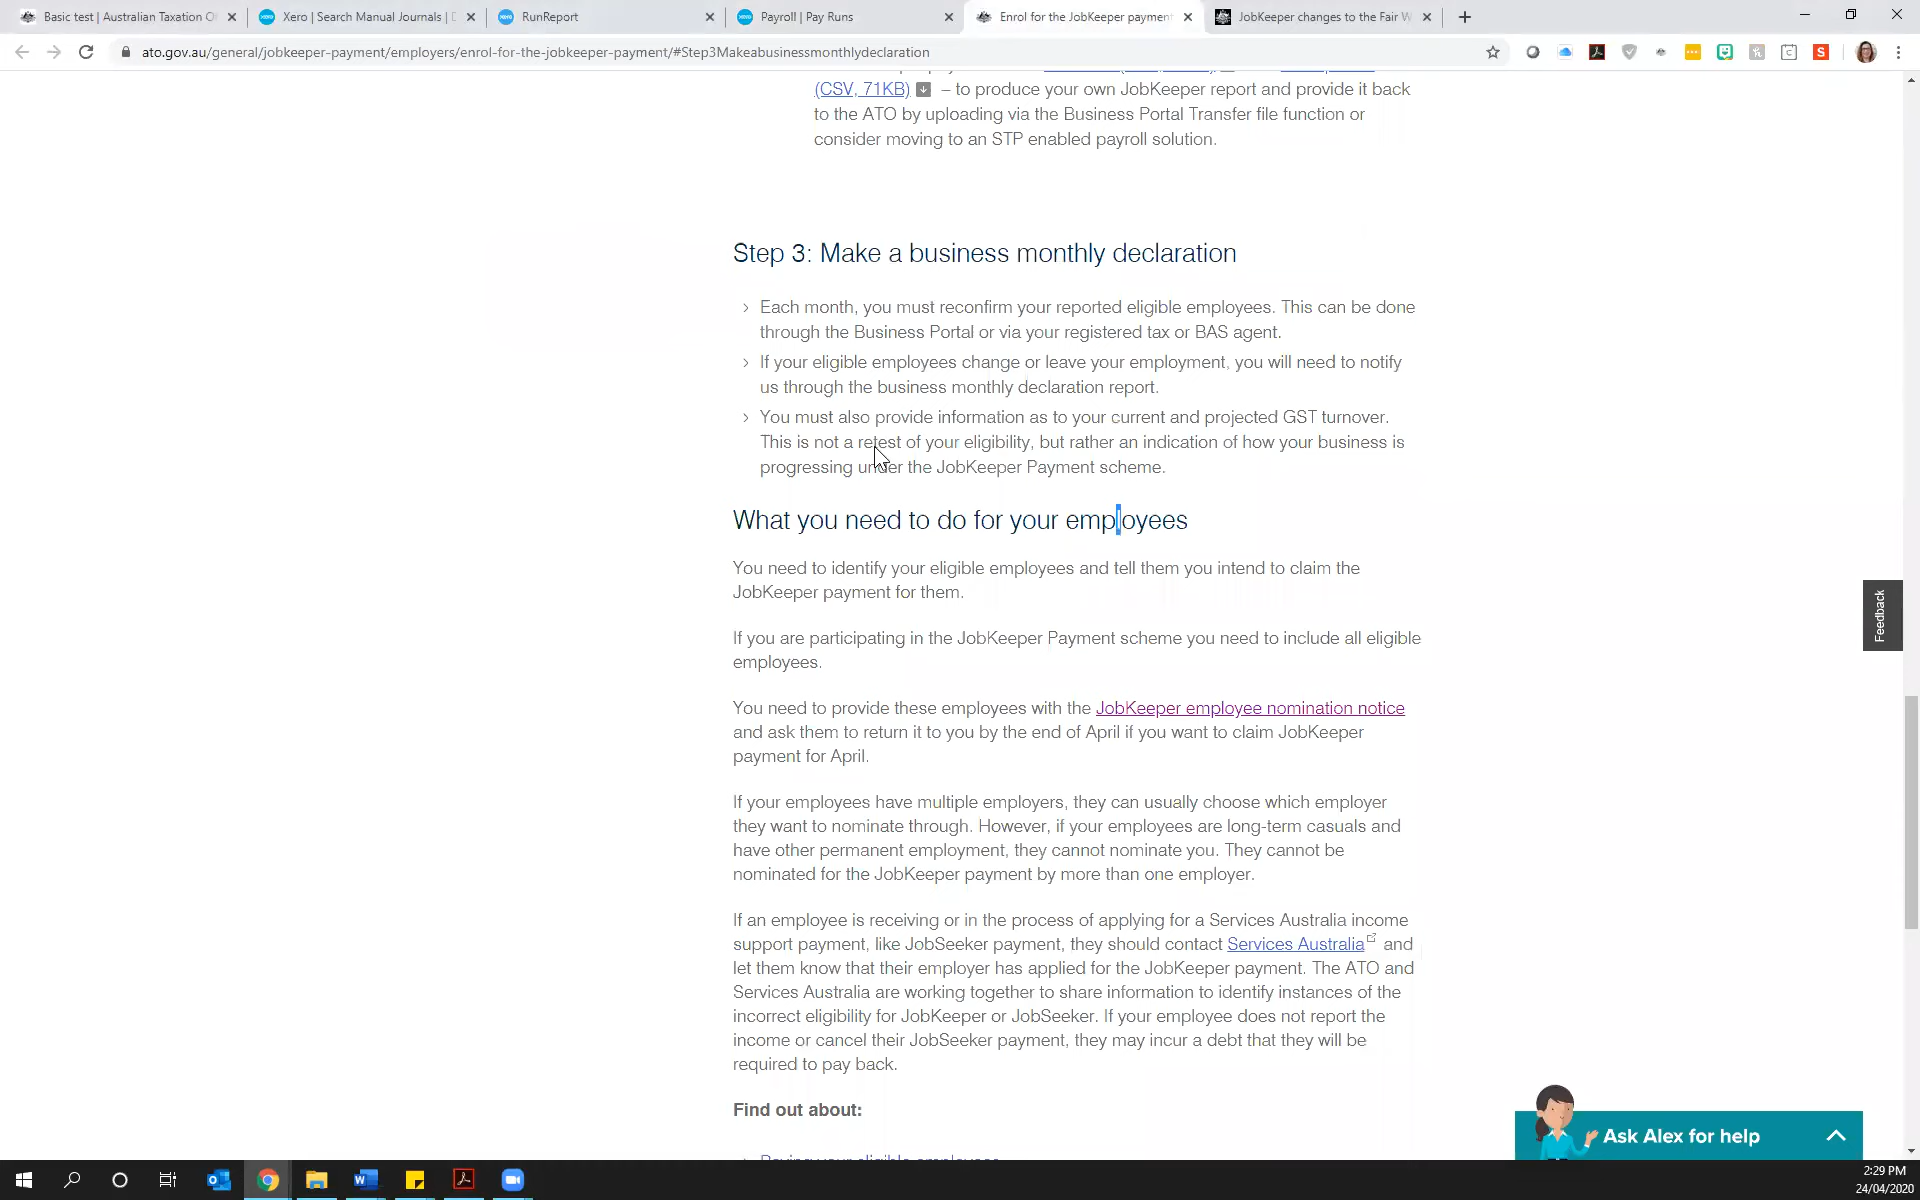 Basic test | Australian Taxation O
Xero | Search Manual Journals | D
RunReport
Payroll | Pay Runs
Enrol for the JobKeeper payment
JobKeeper changes to the Fair W
ato.gov.au/general/jobkeeper-payment/employers/enrol-for-the-jobkeeper-payment/#Step3Makeabusinessmonthlydeclaration
(CSV, 71KB) – to produce your own JobKeeper report and provide it back
to the ATO by uploading via the Business Portal Transfer file function or
consider moving to an STP enabled payroll solution.
Step 3: Make a business monthly declaration
Each month, you must reconfirm your reported eligible employees. This can be done
through the Business Portal or via your registered tax or BAS agent.
If your eligible employees change or leave your employment, you will need to notify
us through the business monthly declaration report.
You must also provide information as to your current and projected GST turnover.
This is not a retest of your eligibility, but rather an indication of how your business is
progressing under the JobKeeper Payment scheme.
What you need to do for your employees
You need to identify your eligible employees and tell them you intend to claim the
JobKeeper payment for them.
If you are participating in the JobKeeper Payment scheme you need to include all eligible
employees.
You need to provide these employees with the JobKeeper employee nomination notice
and ask them to return it to you by the end of April if you want to claim JobKeeper
payment for April.
If your employees have multiple employers, they can usually choose which employer
they want to nominate through. However, if your employees are long-term casuals and
have other permanent employment, they cannot nominate you. They cannot be
nominated for the JobKeeper payment by more than one employer.
If an employee is receiving or in the process of applying for a Services Australia income
support payment, like JobSeeker payment, they should contact Services Australia and
let them know that their employer has applied for the JobKeeper payment. The ATO and
Services Australia are working together to share information to identify instances of the
incorrect eligibility for JobKeeper or JobSeeker. If your employee does not report the
income or cancel their JobSeeker payment, they may incur a debt that they will be
required to pay back.
Find out about:
Paying your eligible employees
Feedback
Ask Alex for help
2:29 PM
24/04/2020